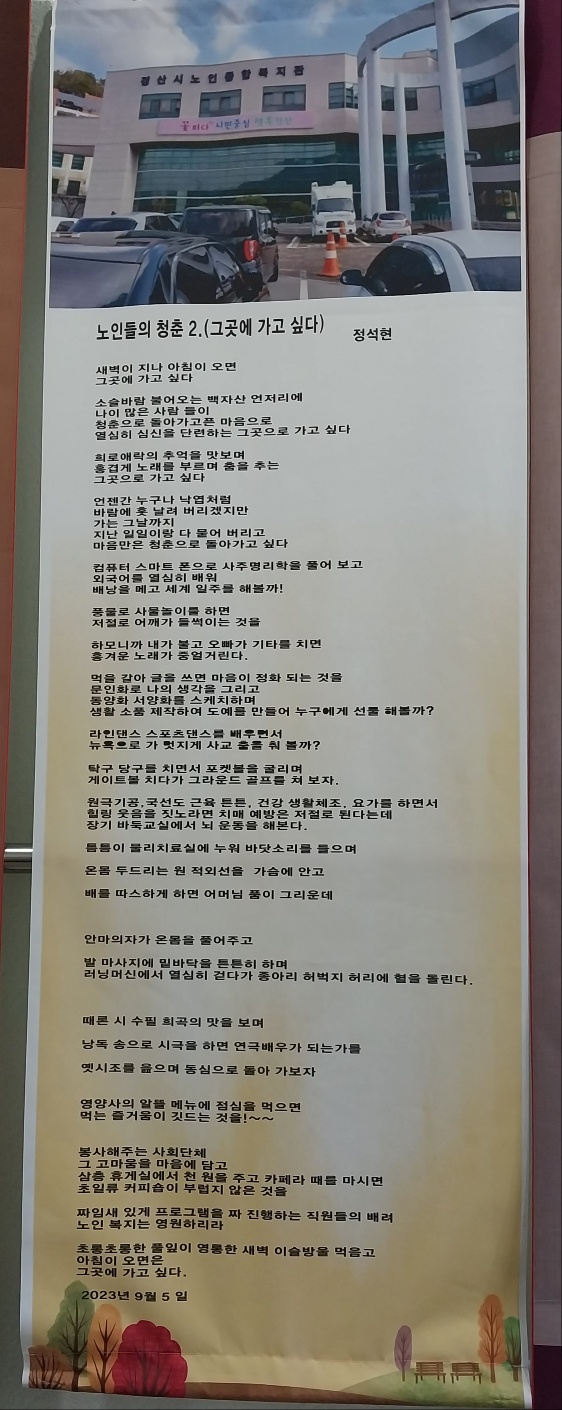 경산시노인종합복지관
꽃피다 시민중심 행복경산
노인들의 청춘 2.(그곳에 가고 싶다) 정석현
새벽이 지나 아침이 오면
그곳에 가고 싶다
소슬바람 불어오는 백자산 언저리에
나이 많은 사람 들이
청춘으로 돌아가고픈 마음으로
열심히 심신을 단련하는 그곳으로 가고 싶다
희로애락의 추억을 맛보며
흥겹게 노래를 부르며 춤을 추는
그곳으로 가고 싶다
언젠간 누구나 낙엽처럼
바람에 훗 날려 버리겠지만
가는 그날까지
지난 일일이랑 다 묻어 버리고
마음만은 청춘으로 돌아가고 싶다
컴퓨터 스마트 폰으로 사주명리학을 풀어 보고
외국어를 열심히 배워
배낭을 메고 세계 일주를 해볼까!
풍물로 사물놀이를 하면
저절로 어깨가 들썩이는 것을
하모니까 내가 불고 오빠가 기타를 치면
흥겨운 노래가 중얼거린다.
먹을 갈아 글을 쓰면 마음이 정화 되는 것을
문인화로 나의 생각을 그리고
동양화 서양화를 스케치하며
생활 소품 제작하여 도예를 만들어 누구에게 선물 해볼까?
라인댄스 스포츠댄스를 배우면서
뉴욕으로 가 멋지게 사교 춤을 춰 볼까?
탁구 당구를 치면서 포켓볼을 굴리며
게이트볼 치다가 그라운드 골프를 쳐 보자.
원극기공,국선도 근육 튼튼, 건강 생활체조, 요가를 하면서
힐링 웃음을 짓노라면 치매 예방은 저절로 된다는데
장기 바둑교실에서 뇌 운동을 해본다.
틈틈이 물리치료실에 누워 바닷소리를 들으며
온몸 두드리는 원 적외선을 가슴에 안고
배를 따스하게 하면 어머님 품이 그리운데
안마의자가 온몸을 풀어주고
발 마사지에 밑바닥을 튼튼히 하며
러닝머신에서 열심히 걷다가 종아리 허벅지 허리에 혈을 돌린다.
때론 시 수필 희곡의 맛을 보며
낭독 송으로 시극을 하면 연극배우가 되는가를
옛시조를 읊으며 동심으로 돌아 가보자
영양사의 알뜰 메뉴에 점심을 먹으면
먹는 즐거움이 깃드는 것을!~~
봉사해주는 사회단체
그 고마움을 마음에 담고
삼층 휴게실에서 천 원을 주고 카페라 때를 마시면
초일류 커피숍이 부럽지 않은 것을
짜임새 있게 프로그램을 짜 진행하는 직원들의 배려
노인 복지는 영원하리라
초롱초롱한 풀잎이 영롱한 새벽 이슬방울 먹음고
아침이 오면은
그곳에 가고 싶다.
2023년 9월 5 일